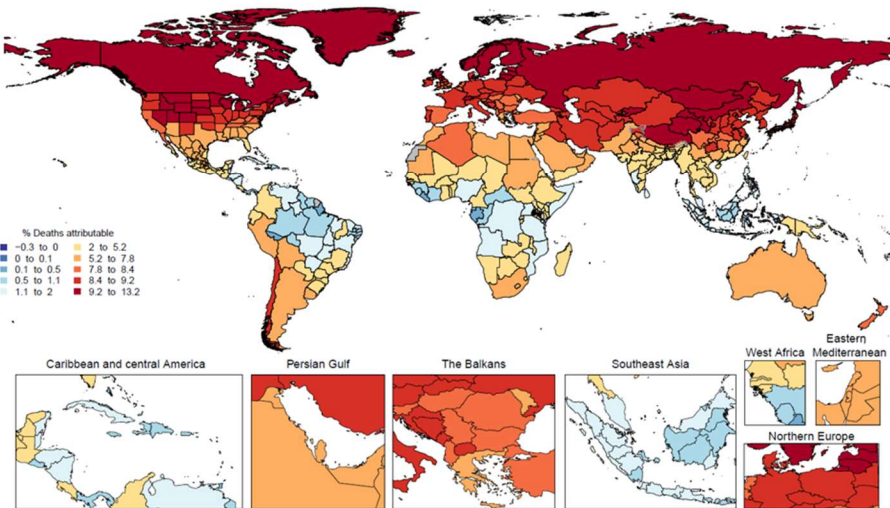 % Deaths attributable
−0.3 to 0
0 to 0.1
0.1 to 0.5
0.5 to 1.1
1.1 to 2
2 to 5.2
5.2 to 7.8
7.8 to 8.4
8.4 to 9.2
9.2 to 13.2
Caribbean and central America
Persian Gulf
The Balkans
Southeast Asia
West Africa
Eastern
Mediterranean
Northern Europe